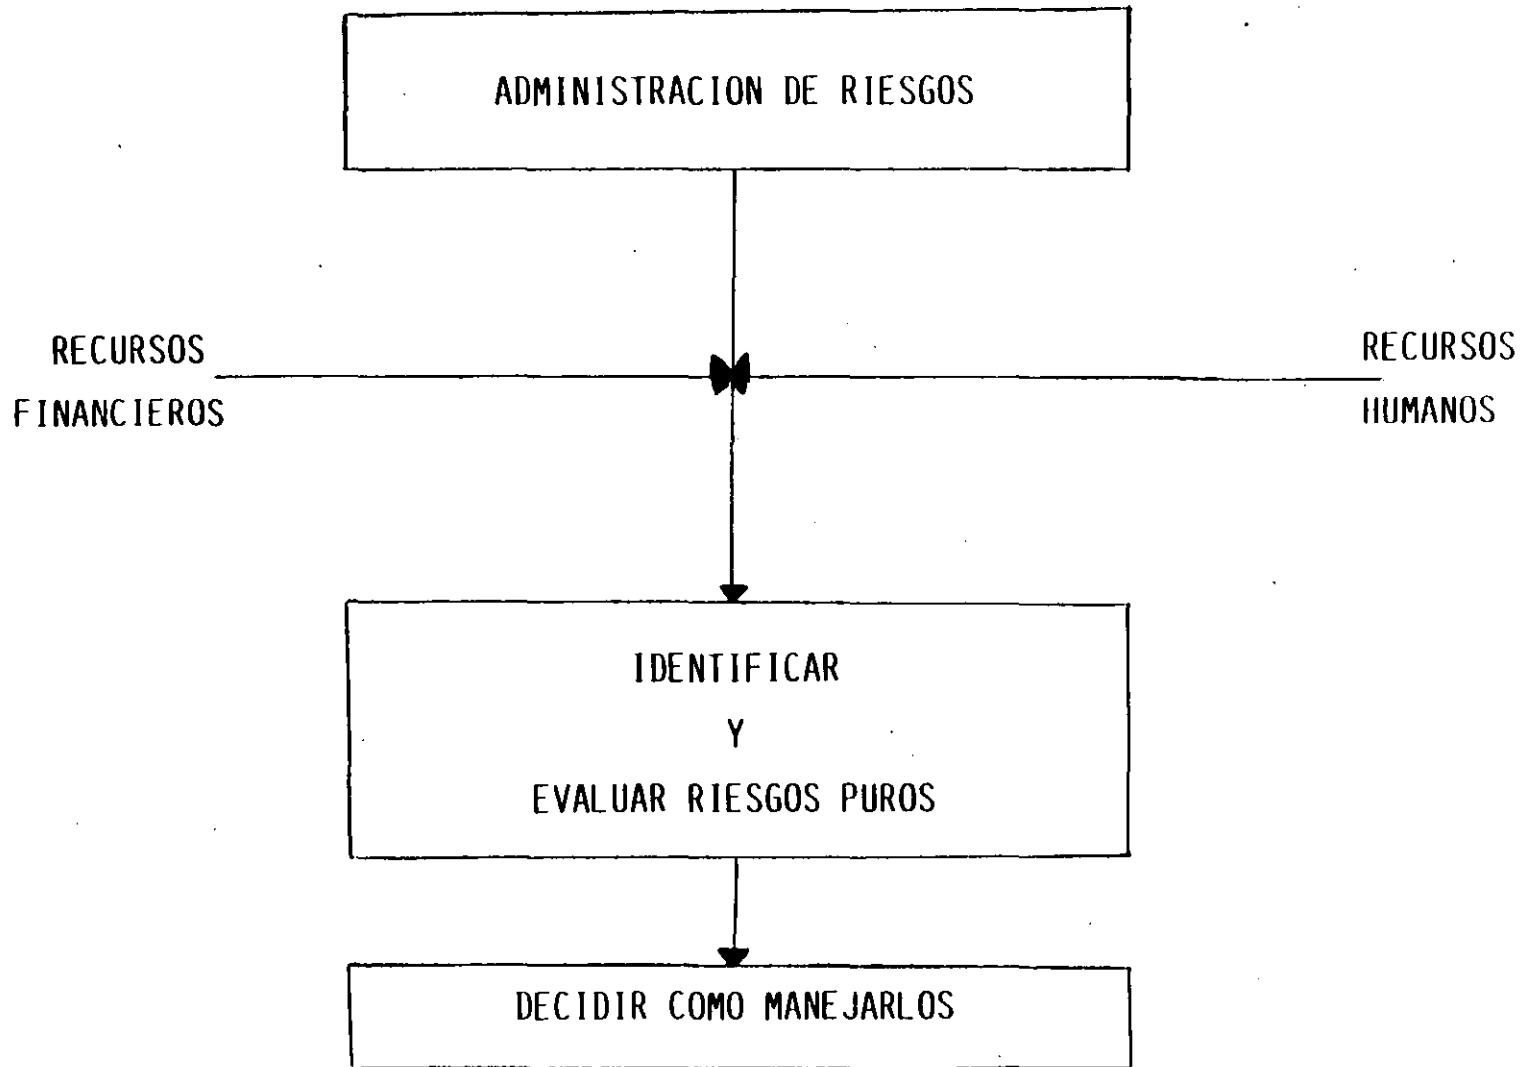 ADMINISTRACION DE RIESGOS
RECURSOS
FINANCIEROS
RECURSOS
HUMANOS
IDENTIFICAR
Y
EVALUAR RIESGOS PUROS
DECIDIR COMO MANEJARLOS